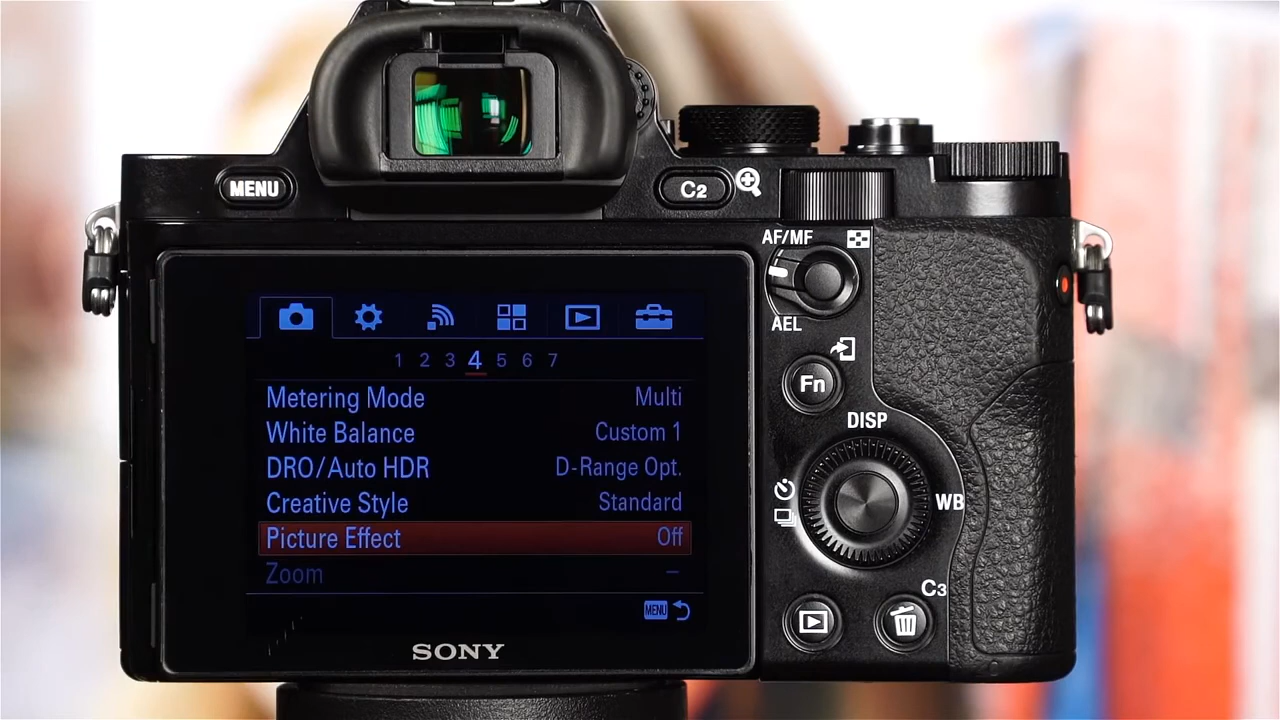 MENU
C2
AF/MF
AEL
1 2 3 4 5 6 7
Metering Mode Multi
White Balance Custom 1
DRO/Auto HDR D-Range Opt.
Creative Style Standard
Picture Effect Off
Zoom –
MENU
Fn
DISP
WB
C3
SONY